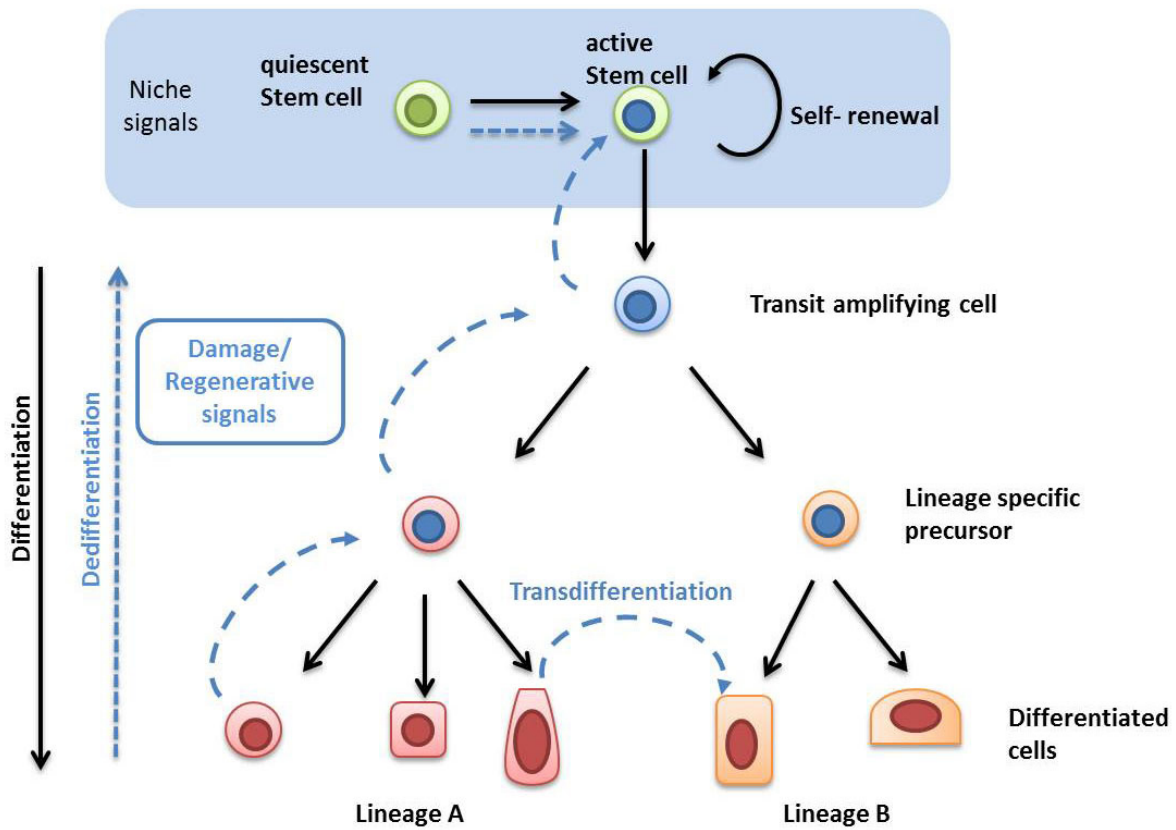 Niche
signals
quiescent
Stem cell
active
Stem cell
Self- renewal
Transit amplifying cell
Damage/
Regenerative
signals
Differentiation
Dedifferentiation
Lineage specific
precursor
Transdifferentiation
Differentiated
cells
Lineage A
Lineage B